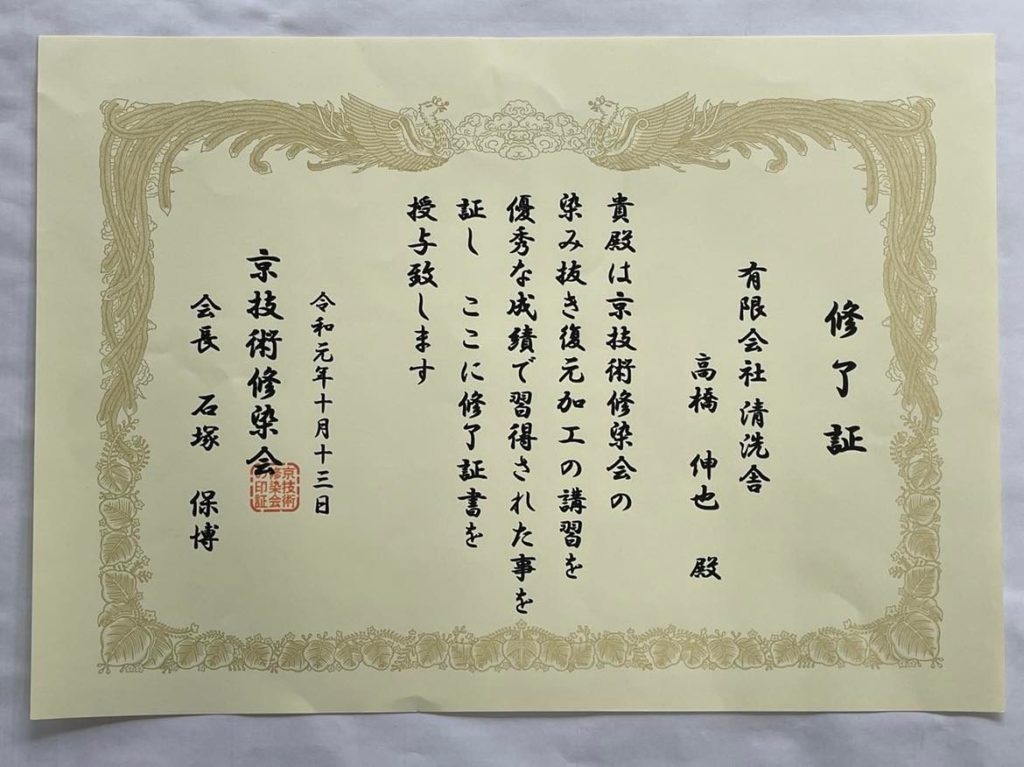 修了証
有限会社 清洗舎
高橋 伸也 殿
貴殿は京技術修染会の
染み抜き復元加工の講習を
優秀な成績で習得された事を
証し ここに修了証書を
授与致します
令和元年十月十三日
京技術修染会
会長 石塚 保博
京技術
修染会
の印証